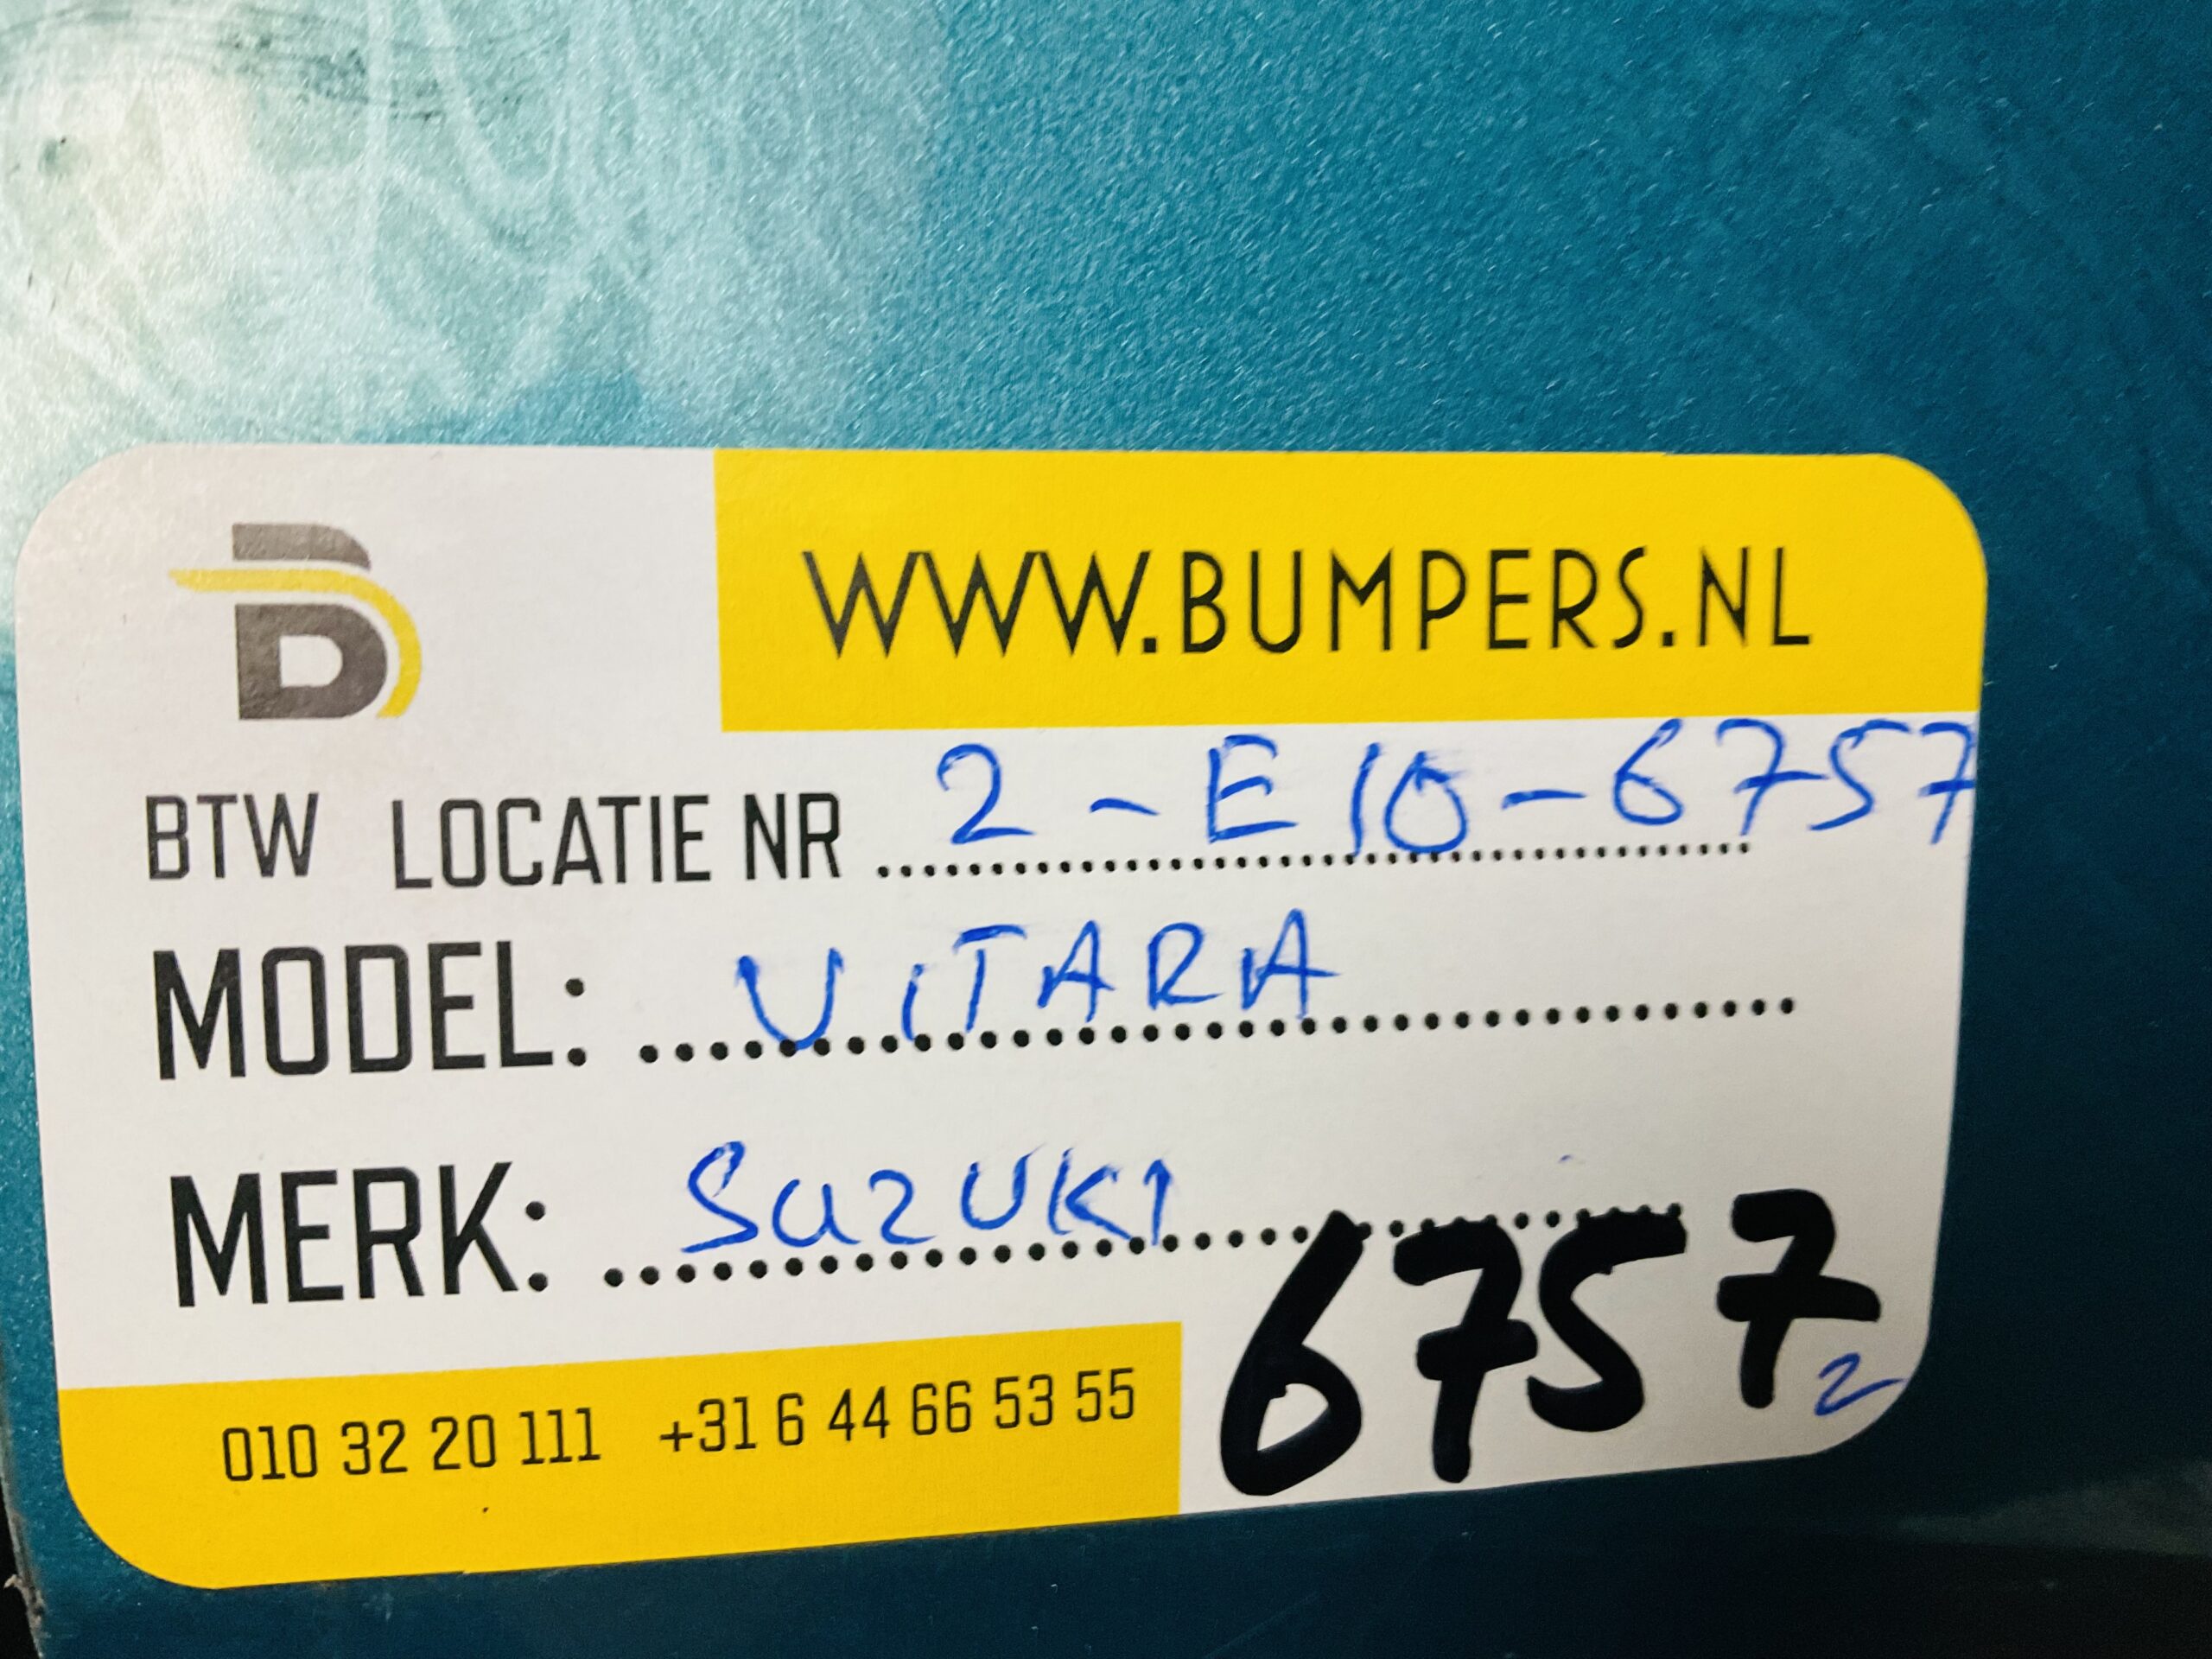 B
WWW.BUMPERS.NL
BTW LOCATIE NR 2-E10-6757
MODEL: VITARA
MERK: SUZUKI
6757
2
010 32 20 111 +31 6 44 66 53 55